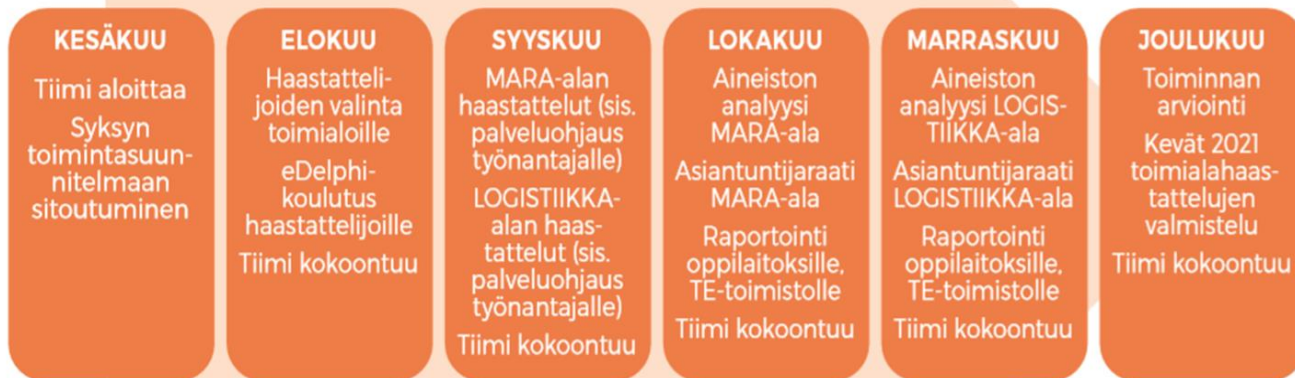 KESÄKUU
Tiimi aloittaa
Syksyn
toimintasuun-
nitelmaan
sitoutuminen
ELOKUU
Haastatteli-
joiden valinta
toimialoille
eDelphi-
koulutus
haastattelijoille
Tiimi kokoontuu
SYYSKUU
MARA-alan
haastattelut (sis.
palveluohjaus
työnantajalle)
LOGISTIIKKA-
alan haas-
tattelut (sis.
palveluohjaus
työnantajalle)
Tiimi kokoontuu
LOKAKUU
Aineiston
analyysi
MARA-ala
Asiantuntijaraati
MARA-ala
Raportointi
oppilaitoksille,
TE-toimistolle
Tiimi kokoontuu
MARRASKUU
Aineiston
analyysi LOGIS-
TIIKKA-ala
Asiantuntijaraati
LOGISTIIKKA-ala
Raportointi
oppilaitoksille,
TE-toimistolle
Tiimi kokoontuu
JOULUKUU
Toiminnan
arviointi
Kevät 2021
toimialahaas-
tattelujen
valmistelu
Tiimi kokoontuu